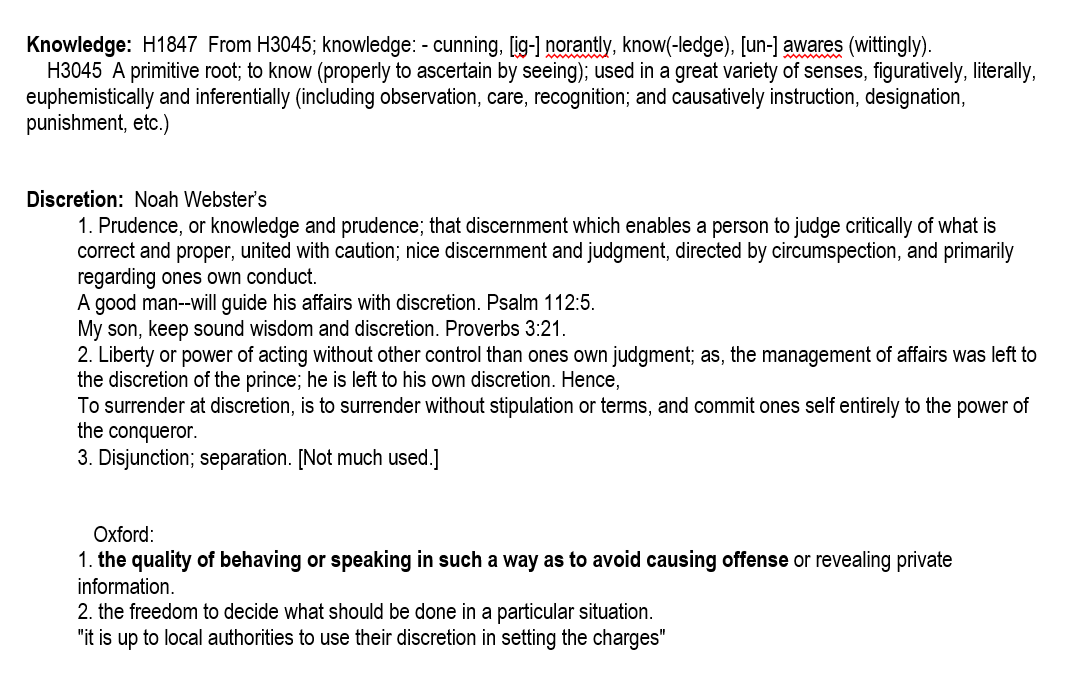 Knowledge: H1847 From H3045; knowledge: - cunning, [ig-] norantly, know(-ledge), [un-] awares (wittingly).
H3045 A primitive root; to know (properly to ascertain by seeing); used in a great variety of senses, figuratively, literally,
euphemistically and inferentially (including observation, care, recognition; and causatively instruction, designation,
punishment, etc.)
Discretion: Noah Webster's
1. Prudence, or knowledge and prudence; that discernment which enables a person to judge critically of what is
correct and proper, united with caution; nice discernment and judgment, directed by circumspection, and primarily
regarding ones own conduct.
A good man--will guide his affairs with discretion. Psalm 112:5.
My son, keep sound wisdom and discretion. Proverbs 3:21.
2. Liberty or power of acting without other control than ones own judgment; as, the management of affairs was left to
the discretion of the prince; he is left to his own discretion. Hence,
To surrender at discretion, is to surrender without stipulation or terms, and commit ones self entirely to the power of
the conqueror.
3. Disjunction; separation. [Not much used.]
Oxford:
1. the quality of behaving or speaking in such a way as to avoid causing offense or revealing private
information.
2. the freedom to decide what should be done in a particular situation.
"it is up to local authorities to use their discretion in setting the charges"